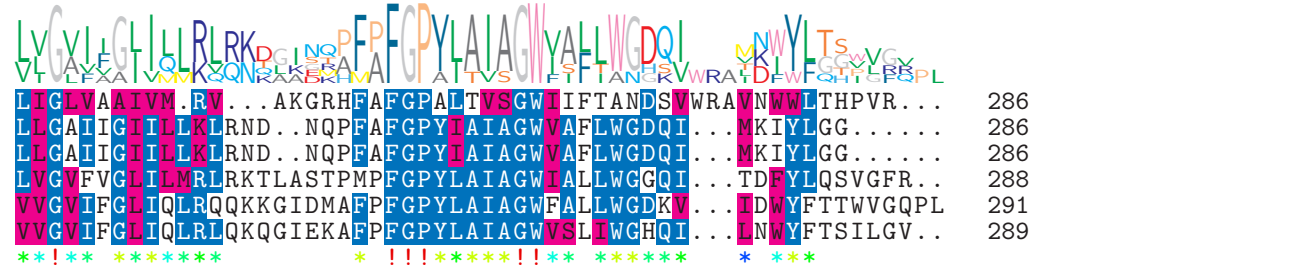 LIGLVAAIVM.RV...AKGRHFAFGPALTVSGWIIFTANDSVWRAVNWWLTHPVR... 286
LLGAIIGIILLKLRND..NQPFAFGPYIAIAGWVAFLWGDQI...MKIYLGG...... 286
LLGAIIGIILLKLRND..NQPFAFGPYIAIAGWVAFLWGDQI...MKIYLGG...... 286
LVGVFVGLILMRLRKTLASTPMPFGPYLAIAGWIALLWGGQI...TDFYLQSVGFR.. 288
VVGVIFGLIQLRQQKKGIDMAFPFGPYLAIAGWFALLWGDKV...IDWYFTTWVGQPL 291
VVGVIFGLIQLRLQKQGIEKAFPFGPYLAIAGWVSLIWGHQI...LNWYFTSILGV.. 289
**!** ******* * !!!*****!!** ****** * ***